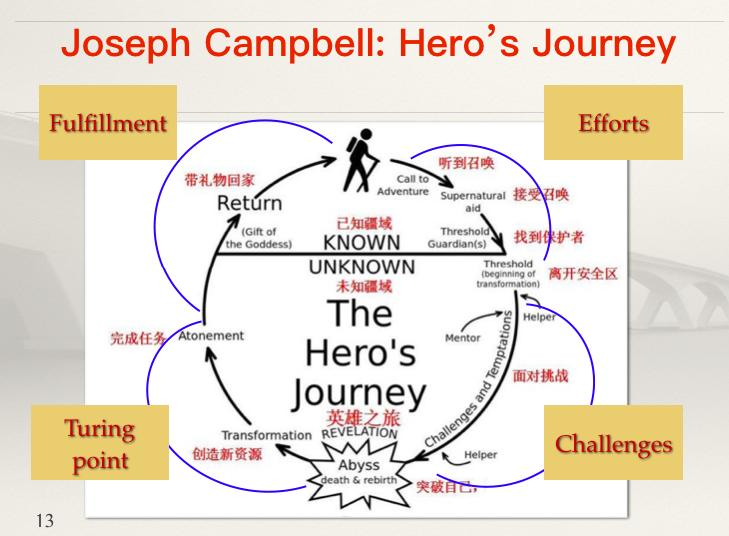 Joseph Campbell: Hero’s Journey
Fulfillment
Efforts
听到召唤
Call to
Adventure
带礼物回家
Return
Supernatural
aid
接受召唤
(Gift of
the Goddess)
已知疆域
KNOWN
Threshold
Guardian(s)
找到保护者
UNKNOWN
未知疆域
Threshold
(beginning of
transformation)
离开安全区
The
Hero's
Journey
英雄之旅
Helper
Mentor
完成任务
Atonement
Challenges and Temptations
面对挑战
Turing
point
Challenges
Transformation
创造新资源
REVELATION
Abyss
death & rebirth
Helper
突破自己,
13